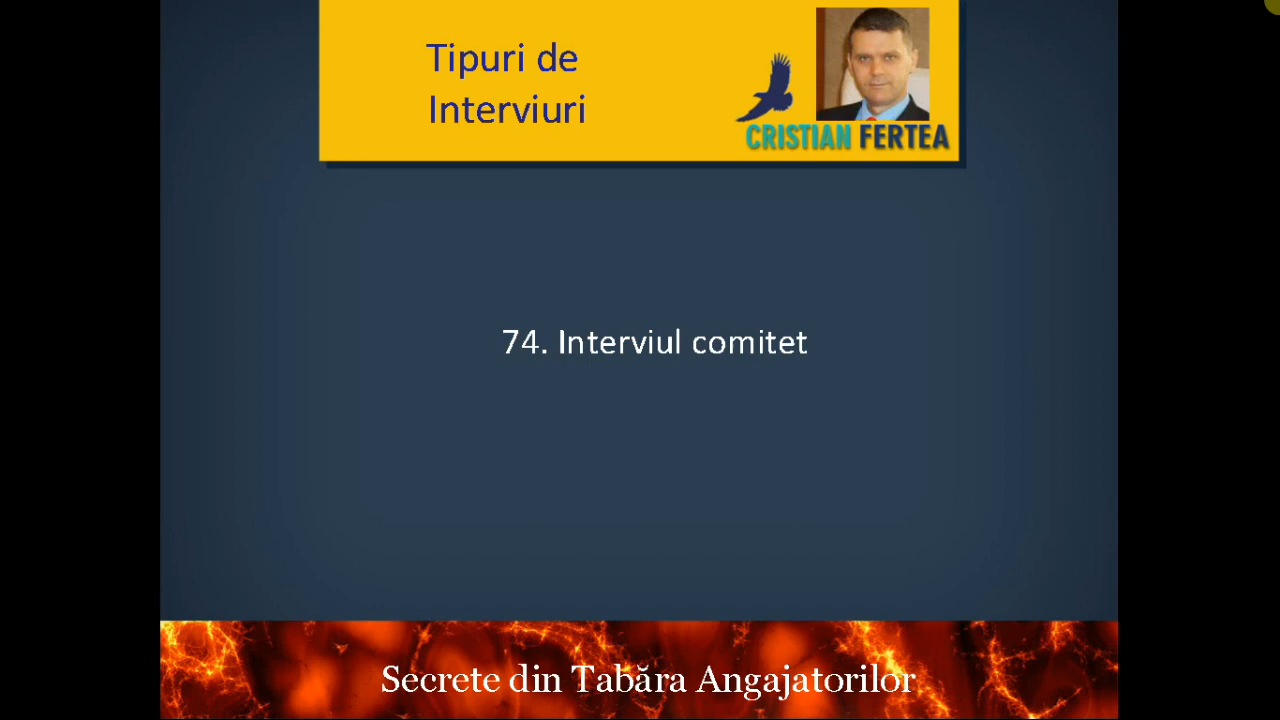 Tipuri de
Interviuri
CRISTIAN FERTEA
74. Interviul comitet
Secrete din Tabăra Angajatorilor